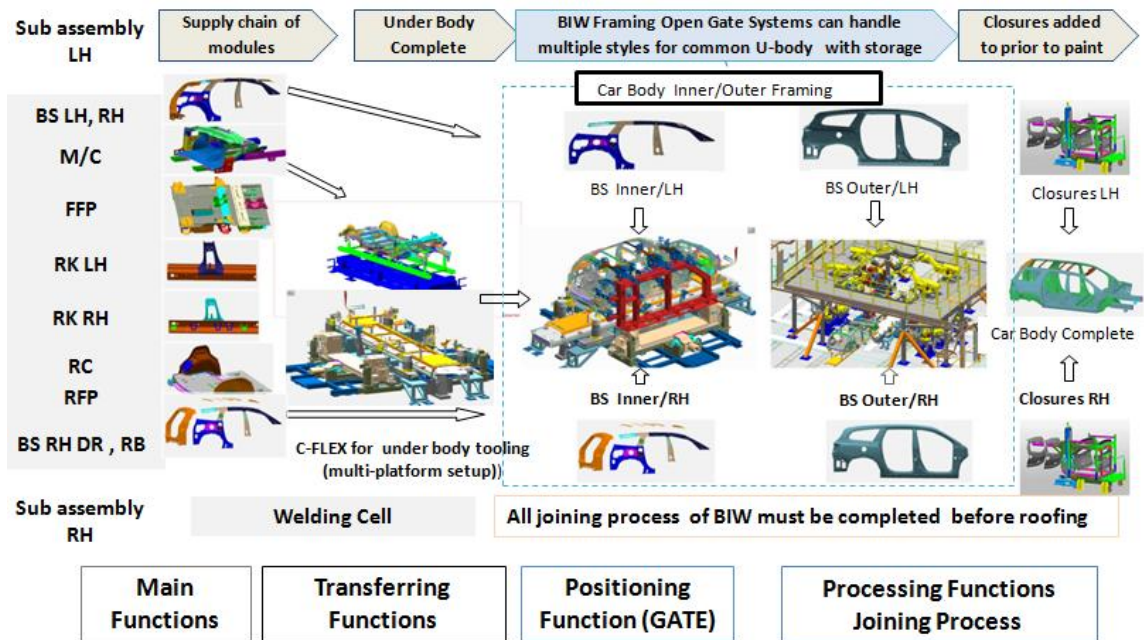 Sub assembly
LH
Supply chain of
modules
Under Body
Complete
BIW Framing Open Gate Systems can handle
multiple styles for common U-body with storage
Closures added
to prior to paint
Car Body Inner/Outer Framing
BS LH, RH
M/C
FFP
RK LH
RK RH
RC
RFP
BS RH DR , RB
BS Inner/LH
BS Outer/LH
Closures LH
Car Body Complete
BS Inner/RH
BS Outer/RH
Closures RH
C-FLEX for under body tooling
(multi-platform setup))
Sub assembly
RH
Welding Cell
All joining process of BIW must be completed before roofing
Main
Functions
Transferring
Functions
Positioning
Function (GATE)
Processing Functions
Joining Process